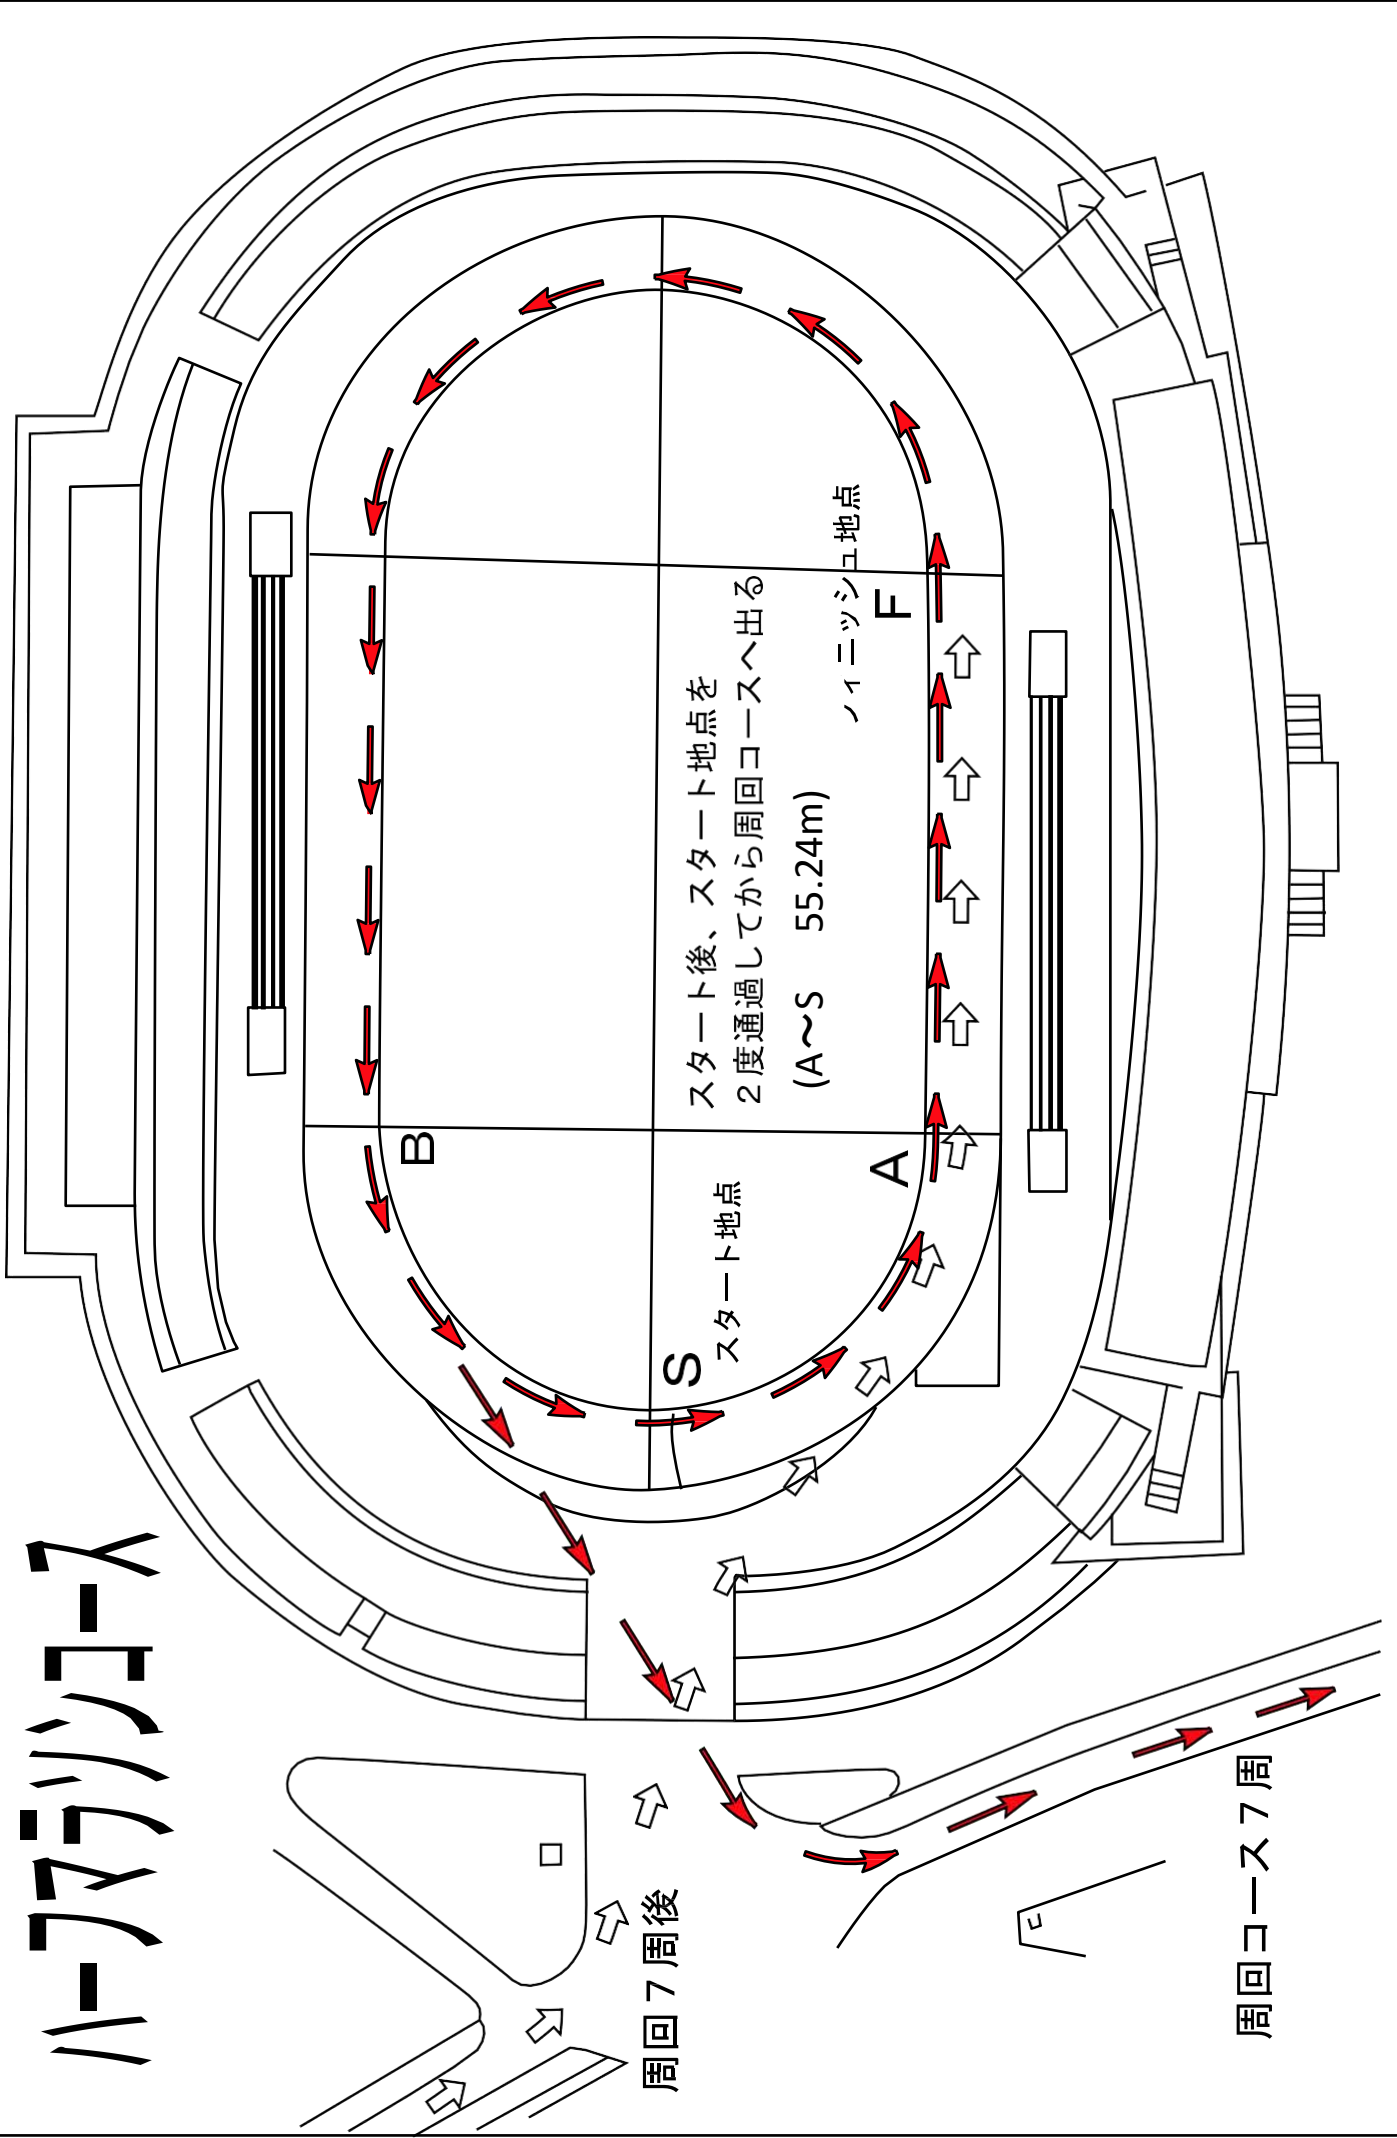 ハーフマラソンコース
スタート後、スタート地点を
２度通過してから周回コースへ出る
(A～S　55.24m)
フィニッシュ地点
F
B
A
S
スタート地点
周回７周後
周回コース７周